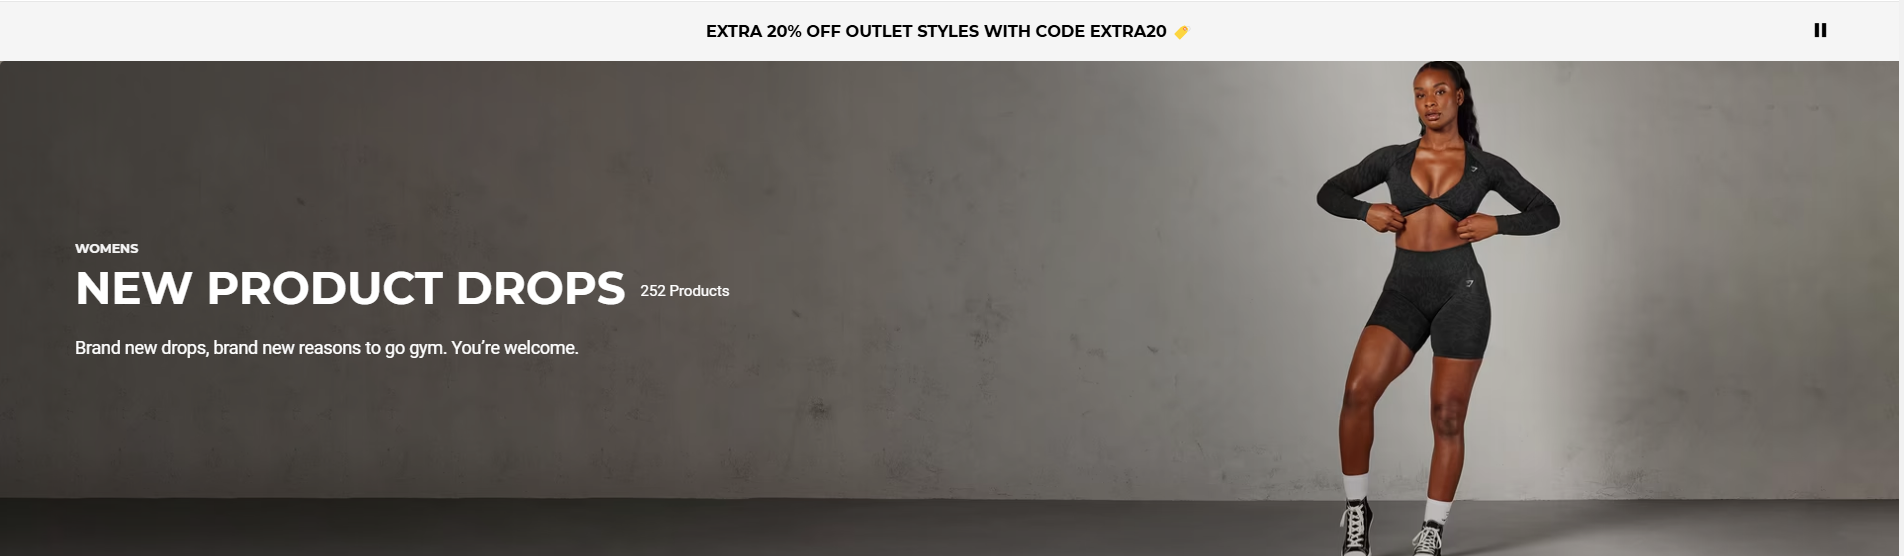 EXTRA 20% OFF OUTLET STYLES WITH CODE EXTRA20
WOMENS
NEW PRODUCT DROPS 252 Products
Brand new drops, brand new reasons to go gym. You’re welcome.